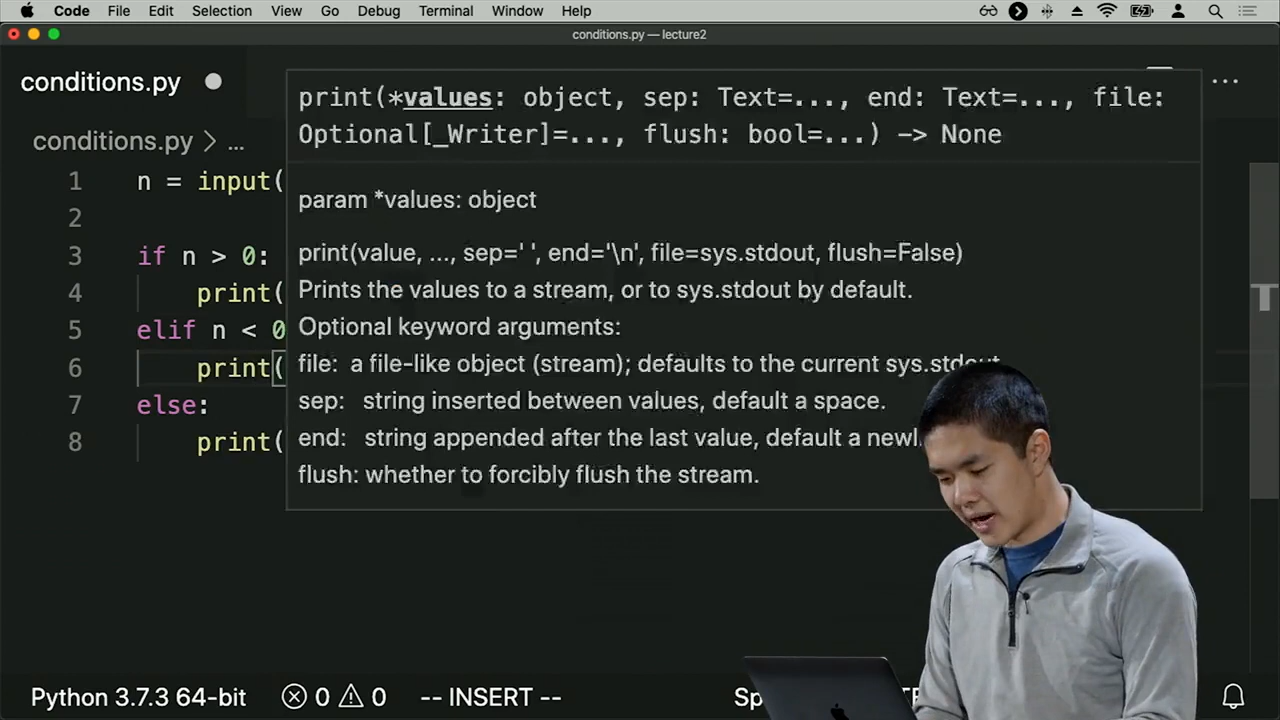 Code File Edit Selection View Go Debug Terminal Window Help
conditions.py — lecture2
conditions.py
conditions.py > ...
1 n = input(
2
3 if n > 0:
4 print(
5 elif n < 0
6 print(
7 else:
8 print(
print(*values: object, sep: Text=..., end: Text=..., file:
Optional[_Writer]=..., flush: bool=...) -> None
param *values: object
print(value, ..., sep=' ', end='\n', file=sys.stdout, flush=False)
Prints the values to a stream, or to sys.stdout by default.
Optional keyword arguments:
file: a file-like object (stream); defaults to the current sys.stdout.
sep: string inserted between values, default a space.
end: string appended after the last value, default a
flush: whether to forcibly flush the stream.
Python 3.7.3 64-bit 0 0 -- INSERT --